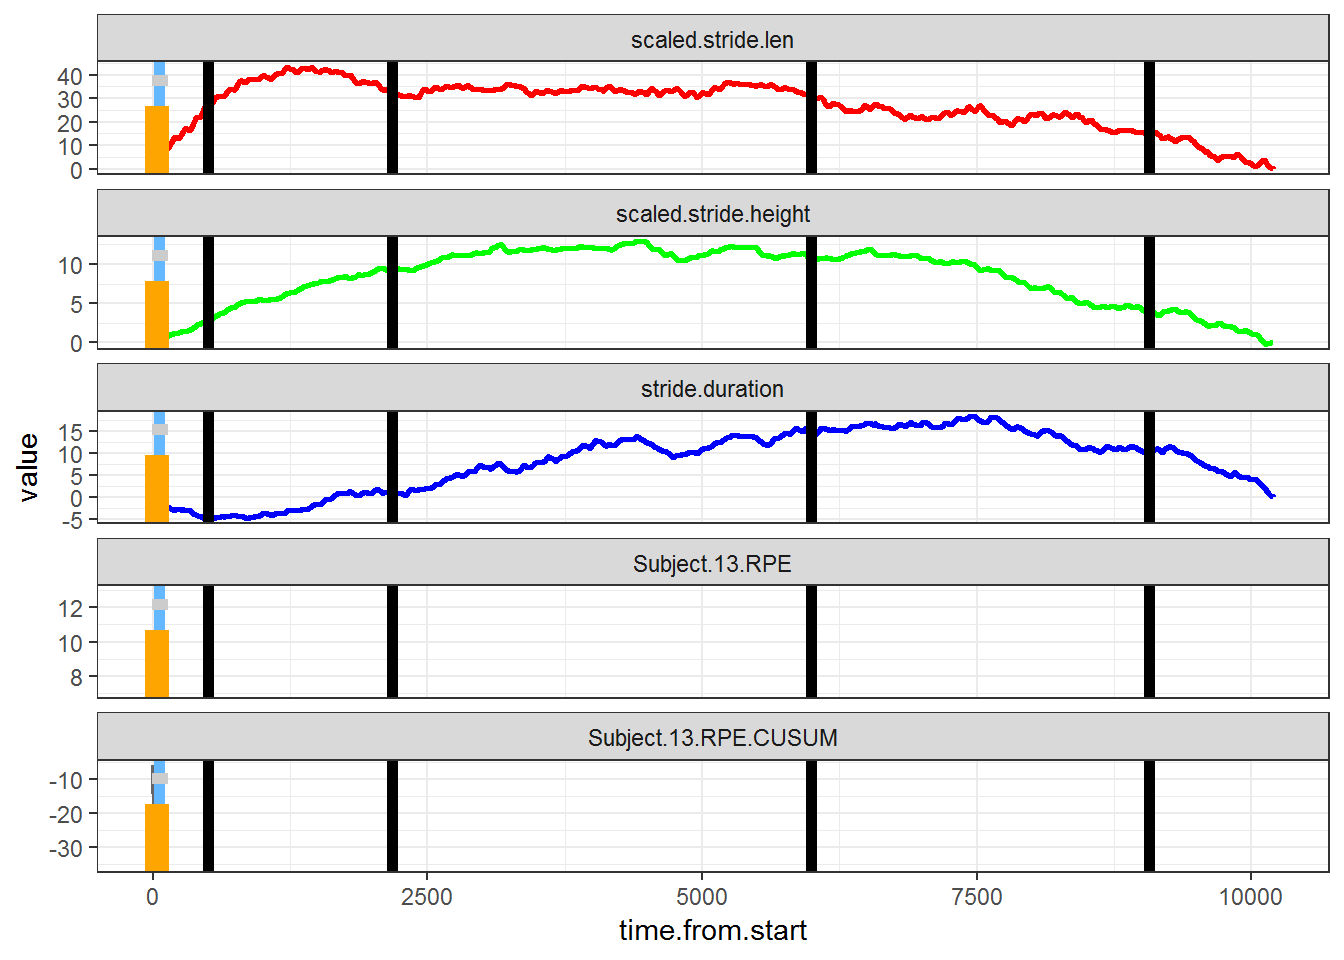 scaled.stride.len
40
30
20
10
0
scaled.stride.height
10
5
0
stride.duration
15
10
5
0
-5
value
Subject.13.RPE
12
10
8
Subject.13.RPE.CUSUM
-10
-20
-30
0 2500 5000 7500 10000
time.from.start